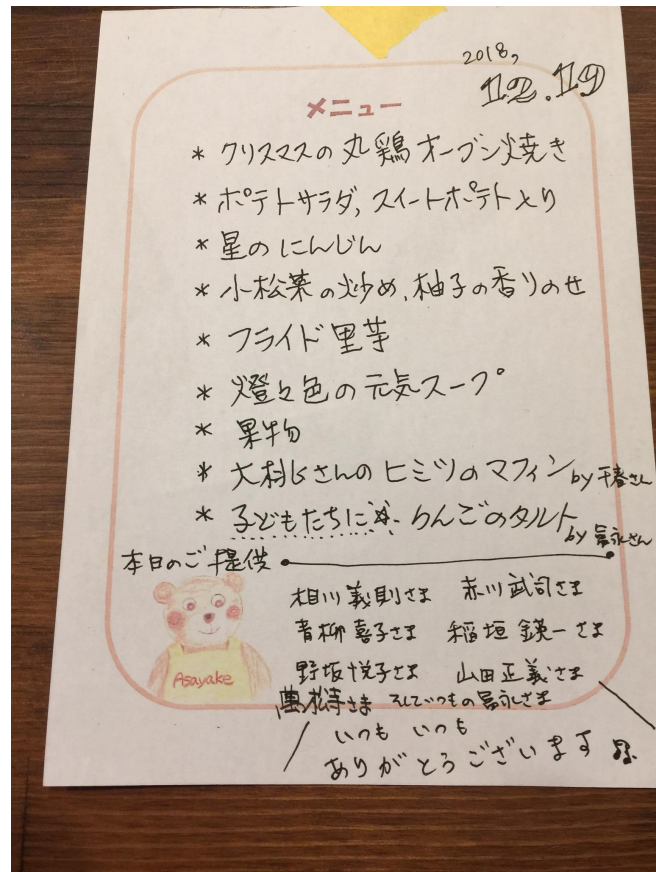 2018,
12.19
メニュー
* クリスマスの丸鶏オーブン焼き
* ポテトサラダ, スイートポテトより
* 星のにんじん
* 小松菜の炒め, 柚子の香りのせ
* フライド里芋
* 橙々色の元気スープ
* 果物
* 大村さんのヒミツのマフィン by 千春さん
* 子どもたちに☆. りんごのタルト by 冨永さん
本日のご提供
相川義則さま 赤川武司さま
青柳喜子さま 稲垣鍈一さま
野坂悦子さま 山田正義さま
萬松寺さま そしていつもの冨永さま
いつも いつも
ありがとうございます
Asayake